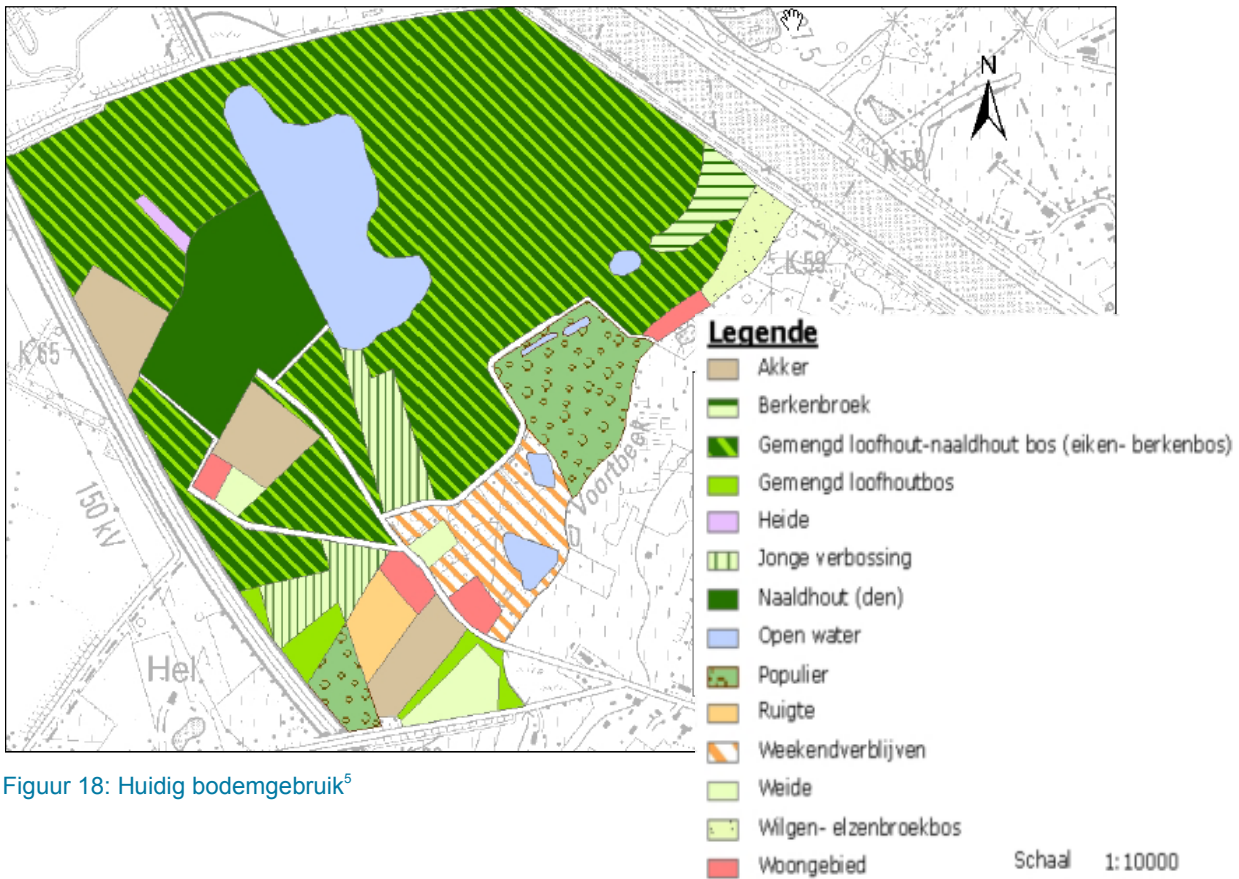 75
N
K 59
K 59
K 65
Voortbeek
150 kV
Hel
Legende
Akker
Berkenbroek
Gemengd loofhout-naaldhout bos (eiken- berkenbos)
Gemengd loofhoutbos
Heide
Jonge verbossing
Naaldhout (den)
Open water
Populier
Ruigte
Weekendverblijven
Weide
Wilgen- elzenbroekbos
Woongebied
Schaal 1:10000
Figuur 18: Huidig bodemgebruik5